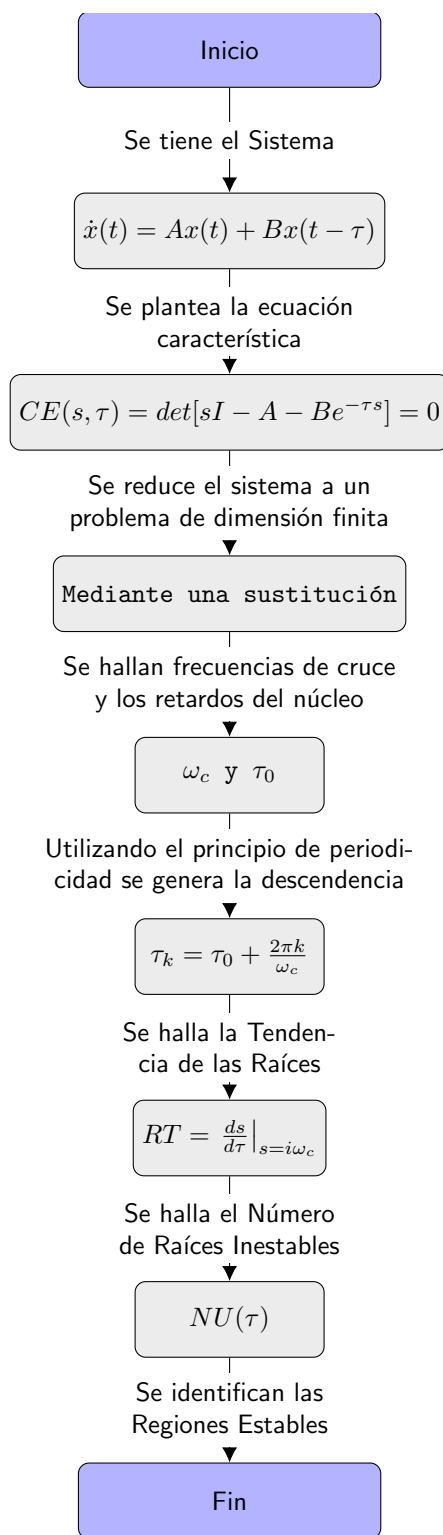 Inicio
Se tiene el Sistema
ẋ(t) = Ax(t) + Bx(t − τ)
Se plantea la ecuación
característica
CE(s, τ) = det[sI − A − Be^{−τs}] = 0
Se reduce el sistema a un
problema de dimensión finita
Mediante una sustitución
Se hallan frecuencias de cruce
y los retardos del núcleo
ω_c y τ_0
Utilizando el principio de periodi-
cidad se genera la descendencia
τ_k = τ_0 + \frac{2πk}{ω_c}
Se halla la Tenden-
cia de las Raíces
RT = \frac{ds}{dτ}|_{s=iω_c}
Se halla el Número
de Raíces Inestables
NU(τ)
Se identifican las
Regiones Estables
Fin